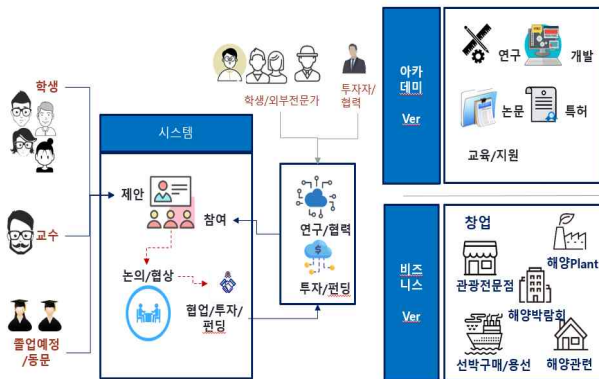 학생
교수
졸업예정
/동문
시스템
제안
참여
논의/협상
협업/투자/
펀딩
학생/외부전문가
투자자/
협력
연구/협력
투자/펀딩
아카
데미
Ver
연구
개발
논문
특허
교육/지원
비즈
니스
Ver
창업
관광전문점
해양Plant
해양박람회
선박구매/용선
해양관련